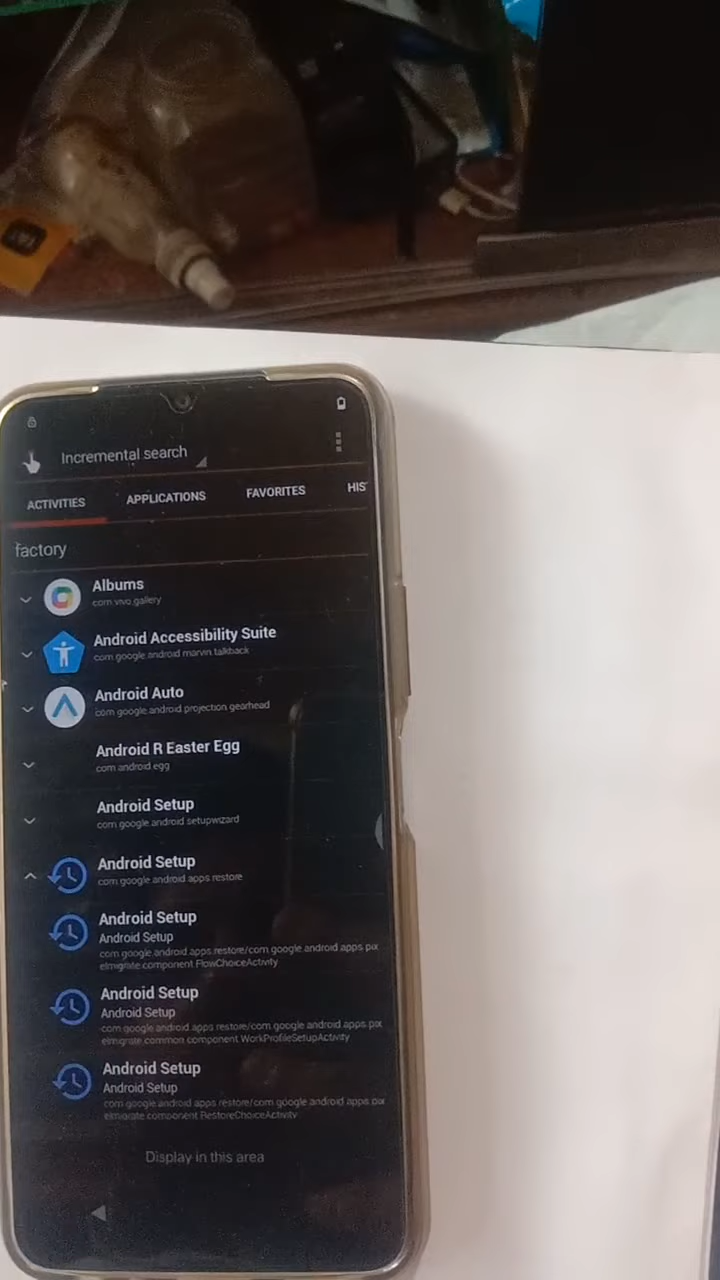 Incremental search
ACTIVITIES APPLICATIONS FAVORITES HIS
factory
Albums
com.vivo.gallery
Android Accessibility Suite
com.google.android.marvin.talkback
Android Auto
com.google.android.projection.gearhead
Android R Easter Egg
com.android.egg
Android Setup
com.google.android.setupwizard
Android Setup
com.google.android.apps.restore
Android Setup
Android Setup
com.google.android.apps.restore/com.google.android.apps.pix
elmigrate.component.FlowChoiceActivity
Android Setup
Android Setup
com.google.android.apps.restore/com.google.android.apps.pix
elmigrate.common.component.WorkProfileSetupActivity
Android Setup
Android Setup
com.google.android.apps.restore/com.google.android.apps.pix
elmigrate.component.RestoreChoiceActivity
Display in this area